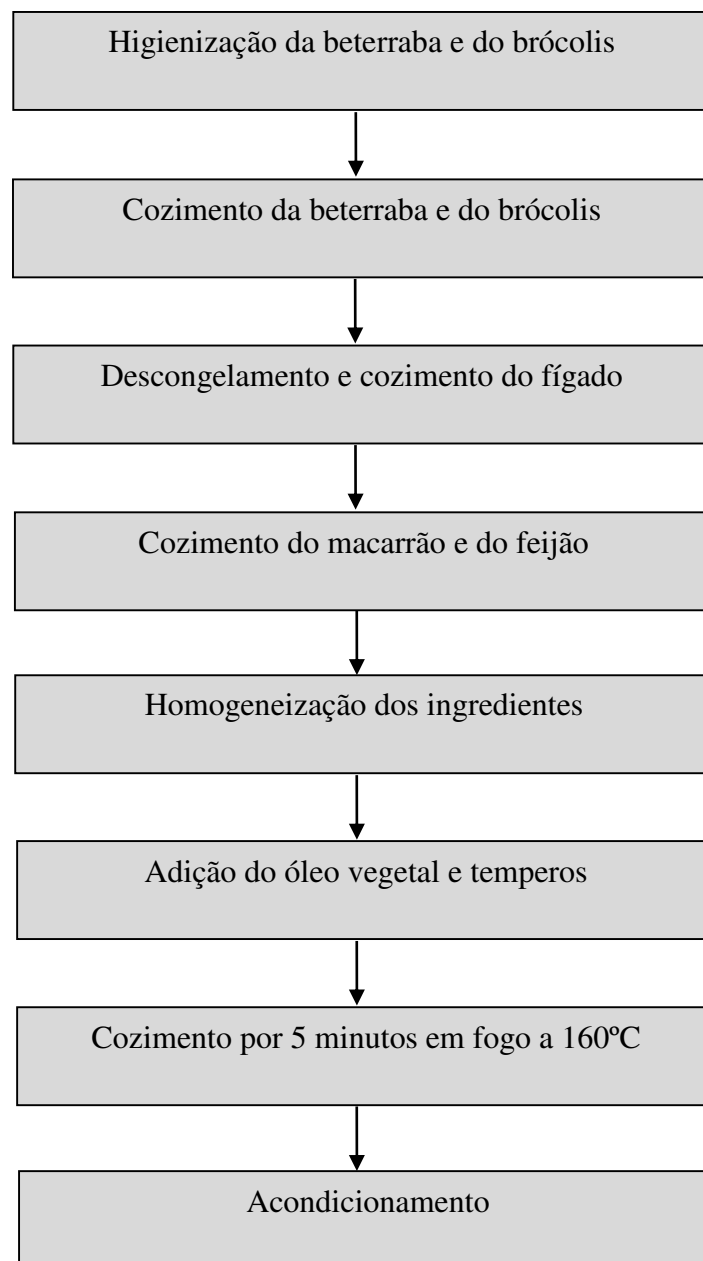 Higienização da beterraba e do brócolis
Cozimento da beterraba e do brócolis
Descongelamento e cozimento do fígado
Cozimento do macarrão e do feijão
Homogeneização dos ingredientes
Adição do óleo vegetal e temperos
Cozimento por 5 minutos em fogo a 160ºC
Acondicionamento